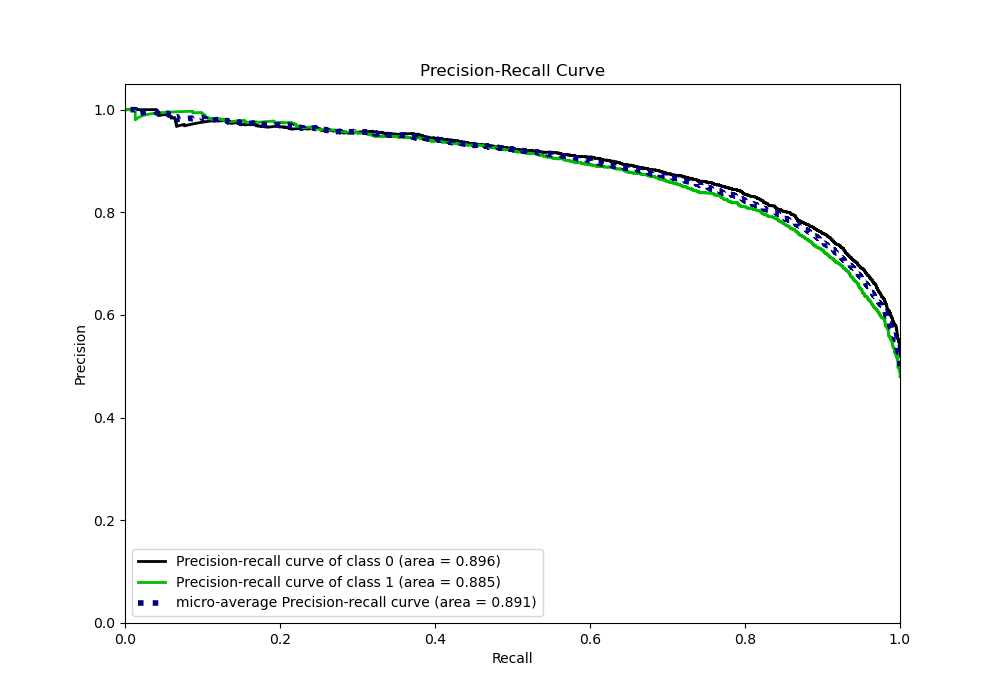 Precision-Recall Curve
1.0
0.8
0.6
0.4
0.2
0.0
Precision
Precision-recall curve of class 0 (area = 0.896)
Precision-recall curve of class 1 (area = 0.885)
micro-average Precision-recall curve (area = 0.891)
0.0 0.2 0.4 0.6 0.8 1.0
Recall